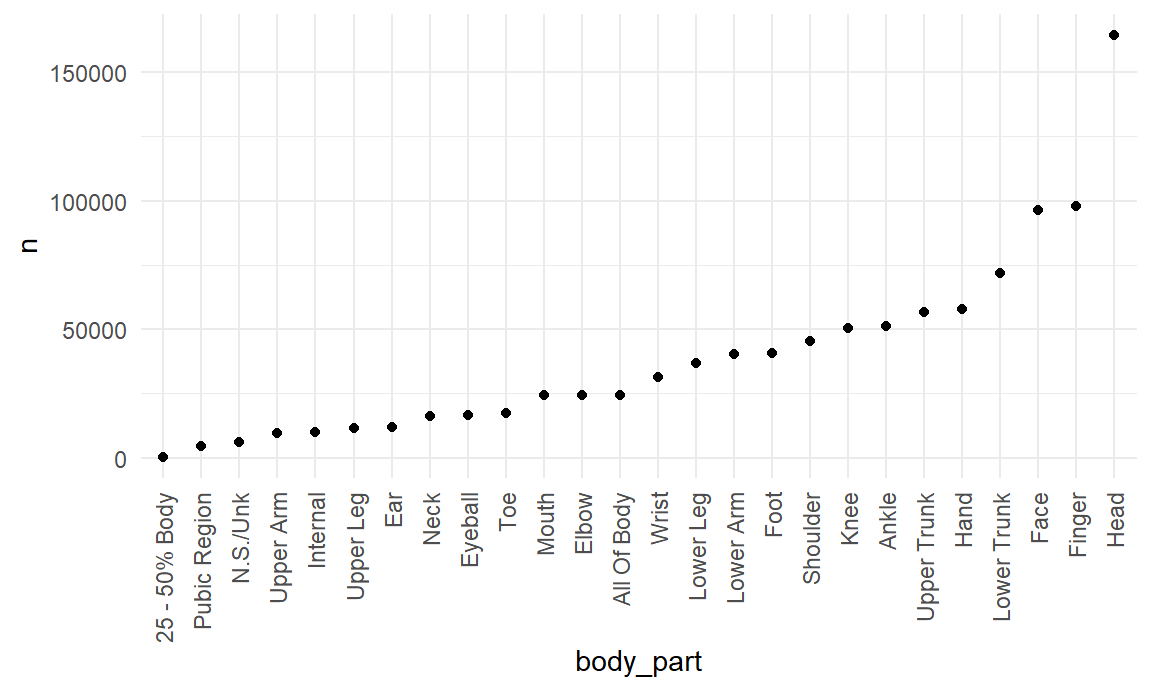 150000
100000
50000
0
n
25 - 50% Body
Pubic Region
N.S./Unk
Upper Arm
Internal
Upper Leg
Ear
Neck
Eyeball
Toe
Mouth
Elbow
All Of Body
Wrist
Lower Leg
Lower Arm
Foot
Shoulder
Knee
Ankle
Upper Trunk
Hand
Lower Trunk
Face
Finger
Head
body_part